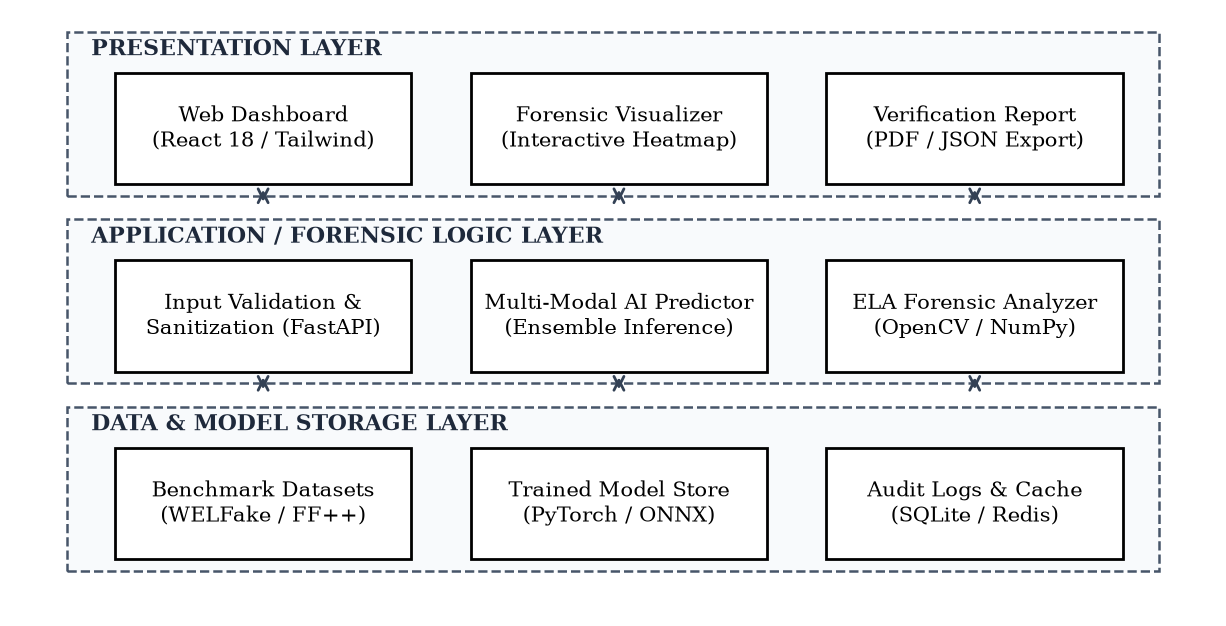 PRESENTATION LAYER
Web Dashboard
(React 18 / Tailwind)
Forensic Visualizer
(Interactive Heatmap)
Verification Report
(PDF / JSON Export)
APPLICATION / FORENSIC LOGIC LAYER
Input Validation &
Sanitization (FastAPI)
Multi-Modal AI Predictor
(Ensemble Inference)
ELA Forensic Analyzer
(OpenCV / NumPy)
DATA & MODEL STORAGE LAYER
Benchmark Datasets
(WELFake / FF++)
Trained Model Store
(PyTorch / ONNX)
Audit Logs & Cache
(SQLite / Redis)